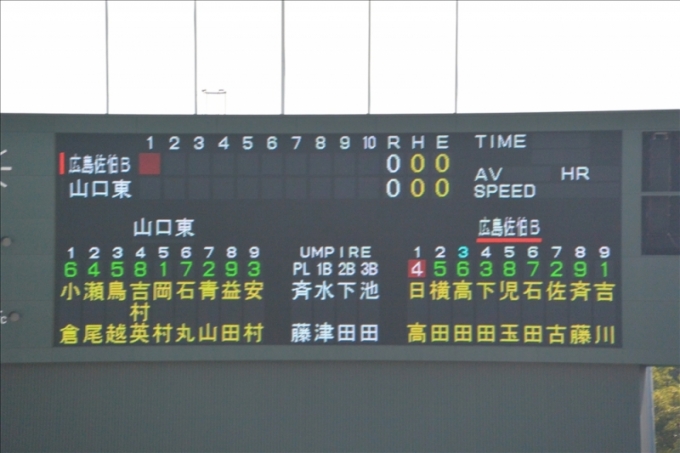 1 2 3 4 5 6 7 8 9 10 R H E TIME
広島佐伯B 0 0 0 AV HR
山口東 0 0 0 SPEED
山口東 広島佐伯B
1 2 3 4 5 6 7 8 9 UMPIRE 1 2 3 4 5 6 7 8 9
6 4 5 8 1 7 2 9 3 PL 1B 2B 3B 4 5 6 3 8 7 2 9 1
小倉 瀬尾 鳥越 吉村英 岡村 石丸 青山 益田 安村 斉藤 水津 下田 池田 日高 横田 高田 下田 児玉 石田 佐古 斉藤 吉川